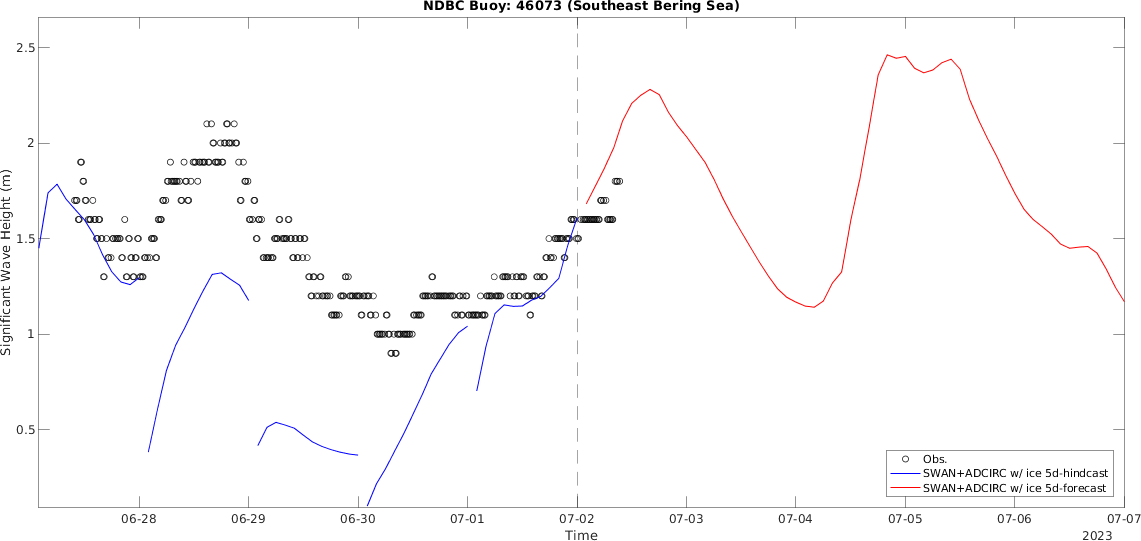 NDBC Buoy: 46073 (Southeast Bering Sea)
Significant Wave Height (m)
2.5
2
1.5
1
0.5
Obs.
SWAN+ADCIRC w/ ice 5d-hindcast
SWAN+ADCIRC w/ ice 5d-forecast
06-28 06-29 06-30 07-01 07-02 07-03 07-04 07-05 07-06 07-07
Time
2023